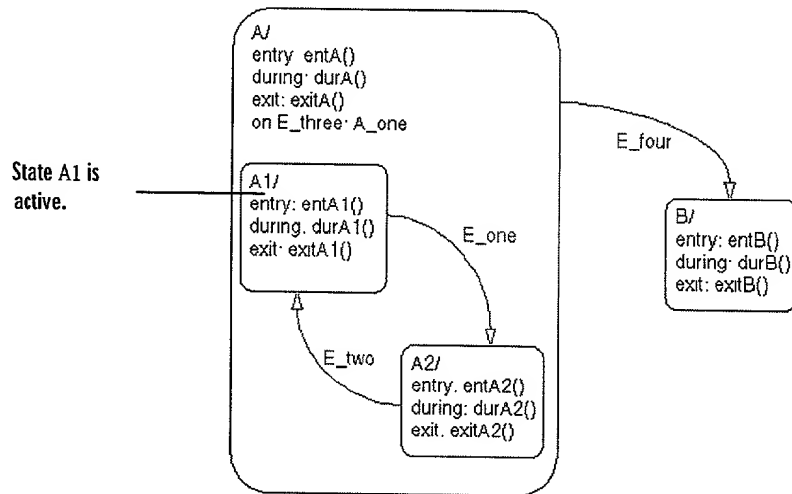 A/
entry entA()
during· durA()
exit: exitA()
on E_three· A_one
E_four
State A1 is
active.
A1/
entry: entA1()
during. durA1()
exit· exitA1()
E_one
B/
entry: entB()
during· durB()
exit: exitB()
E_two
A2/
entry. entA2()
during: durA2()
exit. exitA2()